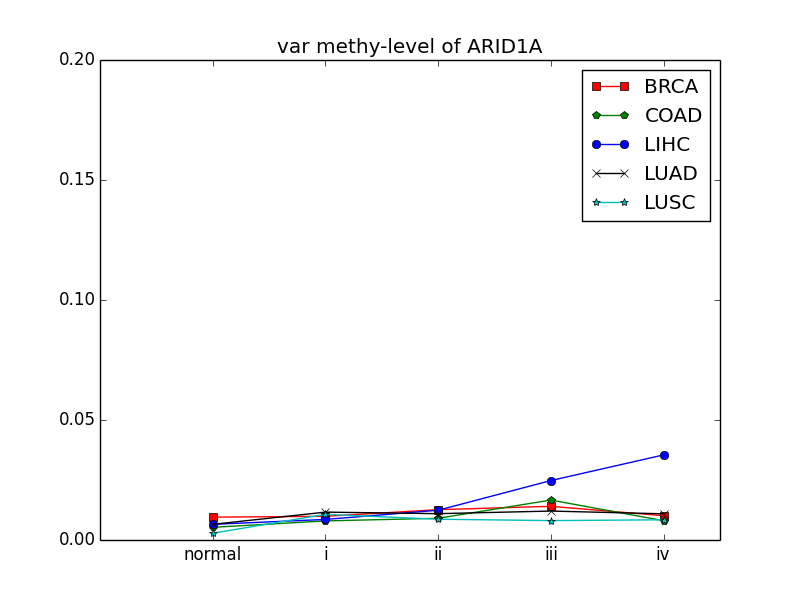 var methy-level of ARID1A
0.20
0.15
0.10
0.05
0.00
normal i ii iii iv
BRCA
COAD
LIHC
LUAD
LUSC